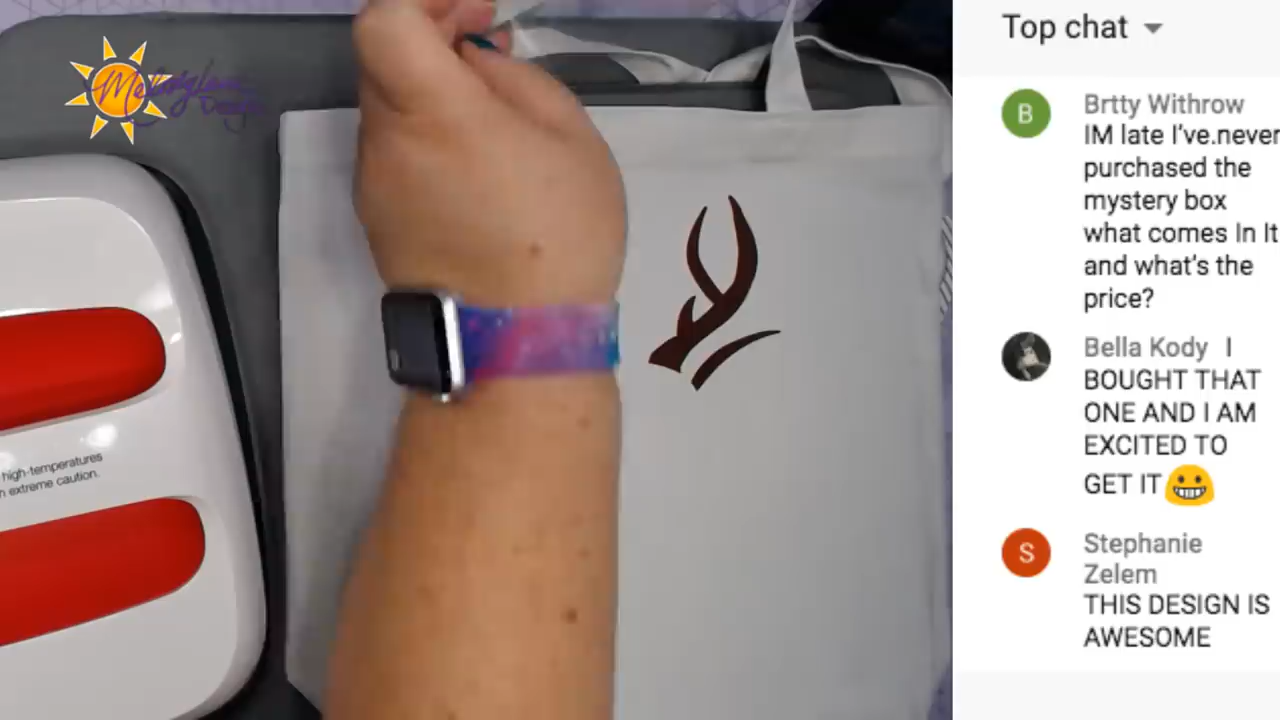 Top chat
B
Brtty Withrow
IM late I've.never
purchased the
mystery box
what comes In It
and what's the
price?
Bella Kody I
BOUGHT THAT
ONE AND I AM
EXCITED TO
GET IT
S
Stephanie
Zelem
THIS DESIGN IS
AWESOME
high-temperatures
extreme caution.